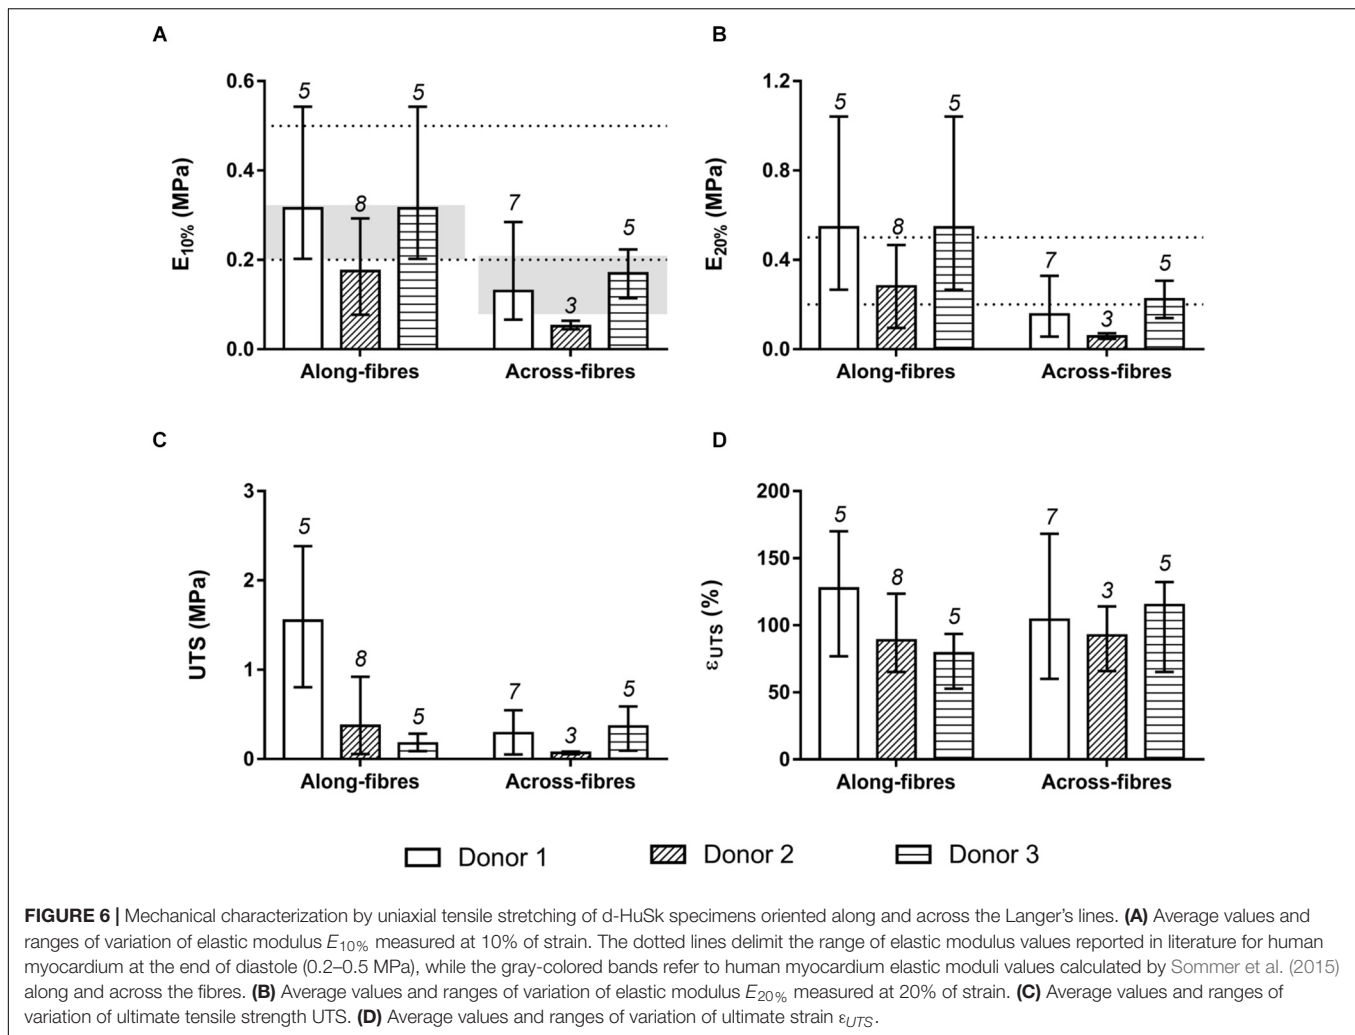 A
B
0.6
0.4
0.2
0.0
E10% (MPa)
5
8
5
7
3
5
Along-fibres
Across-fibres
1.2
0.8
0.4
0.0
E20% (MPa)
5
8
5
7
3
5
Along-fibres
Across-fibres
C
D
3
2
1
0
UTS (MPa)
5
8
5
7
3
5
Along-fibres
Across-fibres
200
150
100
50
0
εUTS (%)
5
8
5
7
3
5
Along-fibres
Across-fibres
Donor 1
Donor 2
Donor 3
FIGURE 6 | Mechanical characterization by uniaxial tensile stretching of d-HuSk specimens oriented along and across the Langer's lines. (A) Average values and
ranges of variation of elastic modulus E10% measured at 10% of strain. The dotted lines delimit the range of elastic modulus values reported in literature for human
myocardium at the end of diastole (0.2–0.5 MPa), while the gray-colored bands refer to human myocardium elastic moduli values calculated by Sommer et al. (2015)
along and across the fibres. (B) Average values and ranges of variation of elastic modulus E20% measured at 20% of strain. (C) Average values and ranges of
variation of ultimate tensile strength UTS. (D) Average values and ranges of variation of ultimate strain εUTS.